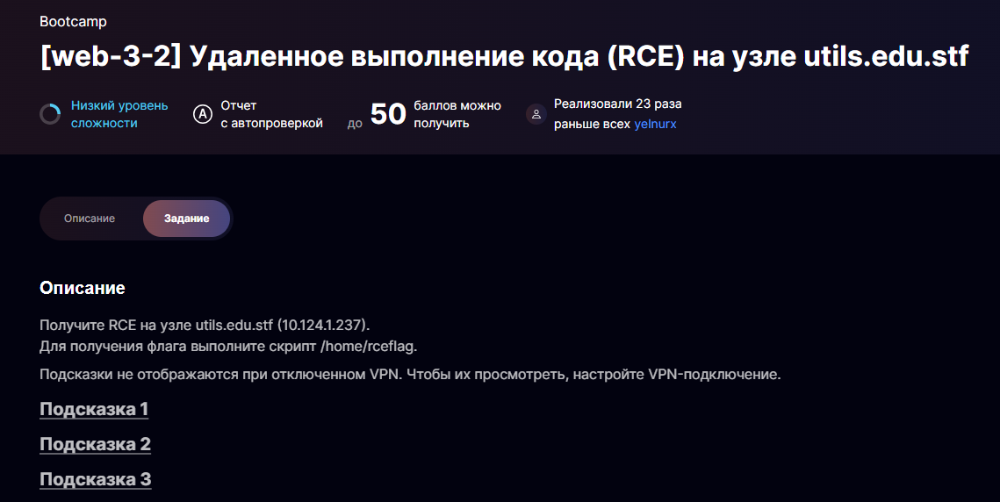 Bootcamp
[web-3-2] Удаленное выполнение кода (RCE) на узле utils.edu.stf
Низкий уровень
сложности
A
Отчет
с автопроверкой
до 50 баллов можно
получить
Реализовали 23 раза
раньше всех yelnurx
Описание
Задание
Описание
Получите RCE на узле utils.edu.stf (10.124.1.237).
Для получения флага выполните скрипт /home/rceflag.
Подсказки не отображаются при отключенном VPN. Чтобы их просмотреть, настройте VPN-подключение.
Подсказка 1
Подсказка 2
Подсказка 3